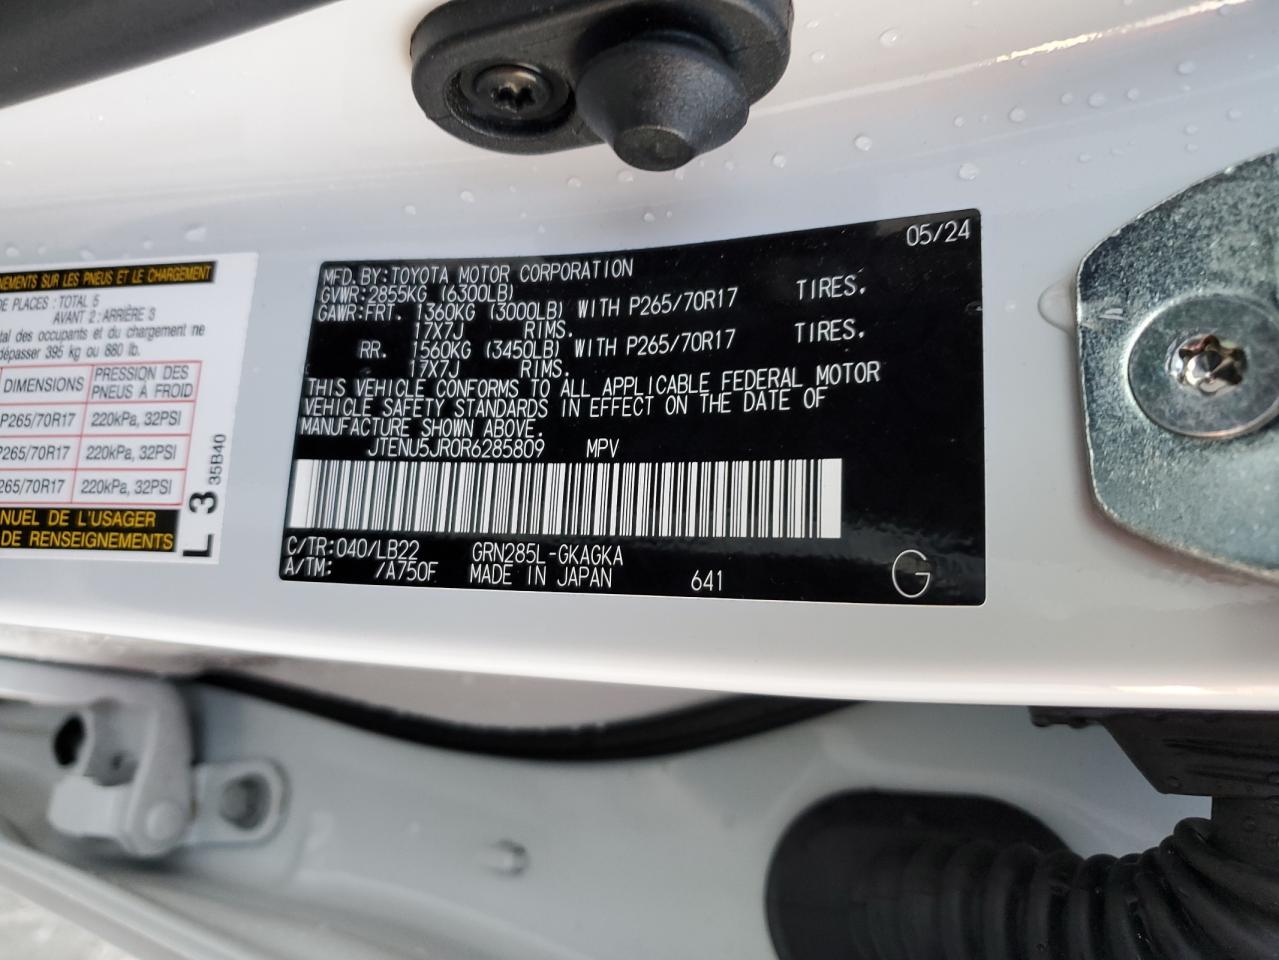 NEMENTS SUR LES PNEUS ET LE CHARGEMENT
DE PLACES : TOTAL 5
AVANT 2 : ARRIÈRE 3
tal des occupants et du chargement ne
dépasser 395 kg ou 880 lb.
DIMENSIONS PRESSION DES PNEUS À FROID
P265/70R17 220kPa, 32PSI
P265/70R17 220kPa, 32PSI
265/70R17 220kPa, 32PSI
NUEL DE L'USAGER
DE RENSEIGNEMENTS
L 3 35B40
05/24
MFD. BY: TOYOTA MOTOR CORPORATION
GVWR: 2855KG (6300LB)
GAWR: FRT. 1360KG (3000LB) WITH P265/70R17 TIRES.
17X7J RIMS.
RR. 1560KG (3450LB) WITH P265/70R17 TIRES.
17X7J RIMS.
THIS VEHICLE CONFORMS TO ALL APPLICABLE FEDERAL MOTOR
VEHICLE SAFETY STANDARDS IN EFFECT ON THE DATE OF
MANUFACTURE SHOWN ABOVE.
JTENU5JR0R6285809 MPV
C/TR: 040/LB22 GRN285L-GKAGKA
A/TM: /A750F MADE IN JAPAN 641
G